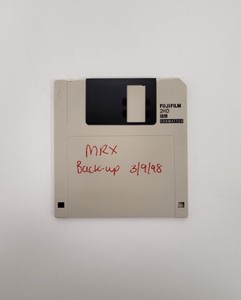 FUJIFILM
2HD
IBM
FORMATTED
MRX
Back-up 3/9/98